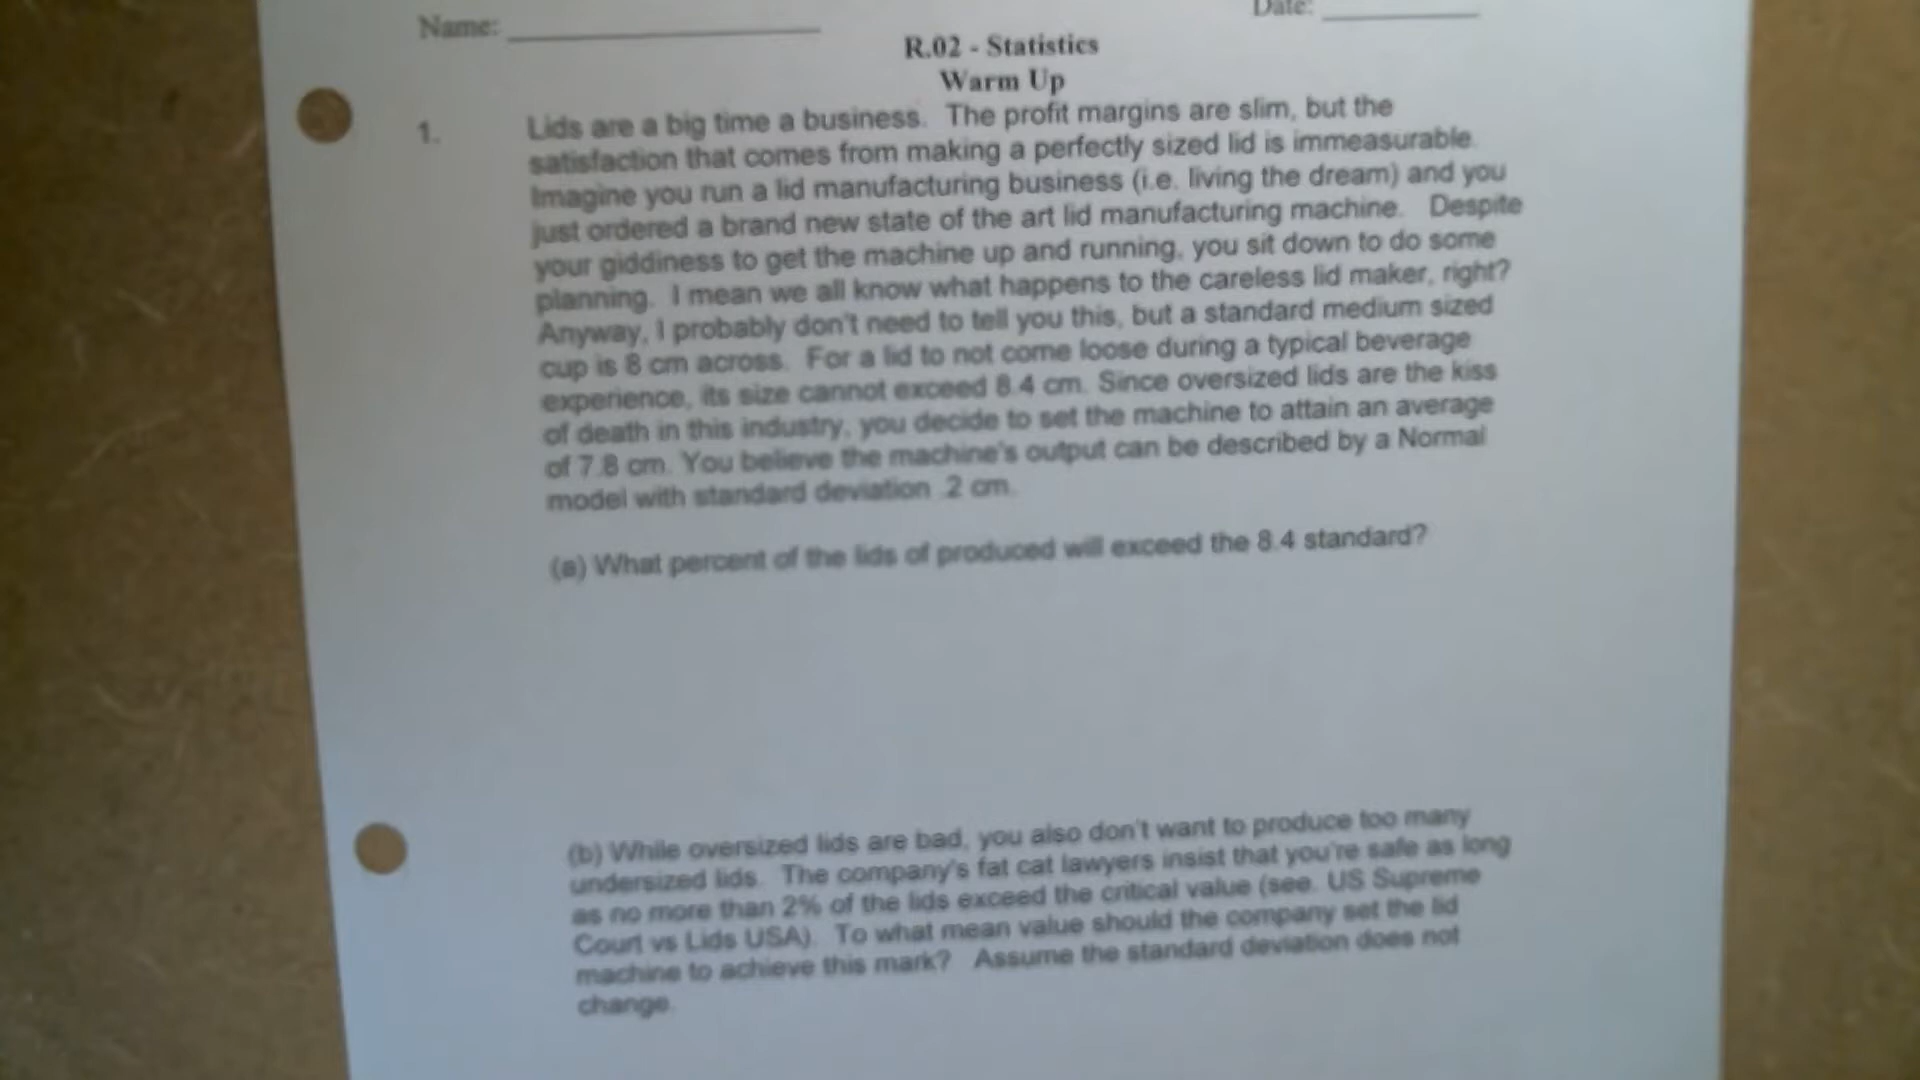 Name: ____________ Date: ________
R.02 - Statistics
Warm Up
1. Lids are a big time a business. The profit margins are slim, but the
satisfaction that comes from making a perfectly sized lid is immeasurable.
Imagine you run a lid manufacturing business (i.e. living the dream) and you
just ordered a brand new state of the art lid manufacturing machine. Despite
your giddiness to get the machine up and running, you sit down to do some
planning. I mean we all know what happens to the careless lid maker, right?
Anyway, I probably don't need to tell you this, but a standard medium sized
cup is 8 cm across. For a lid to not come loose during a typical beverage
experience, its size cannot exceed 8.4 cm. Since oversized lids are the kiss
of death in this industry, you decide to set the machine to attain an average
of 7.8 cm. You believe the machine's output can be described by a Normal
model with standard deviation .2 cm.
(a) What percent of the lids of produced will exceed the 8.4 standard?
(b) While oversized lids are bad, you also don't want to produce too many
undersized lids. The company's fat cat lawyers insist that you're safe as long
as no more than 2% of the lids exceed the critical value (see. US Supreme
Court vs Lids USA). To what mean value should the company set the lid
machine to achieve this mark? Assume the standard deviation does not
change.